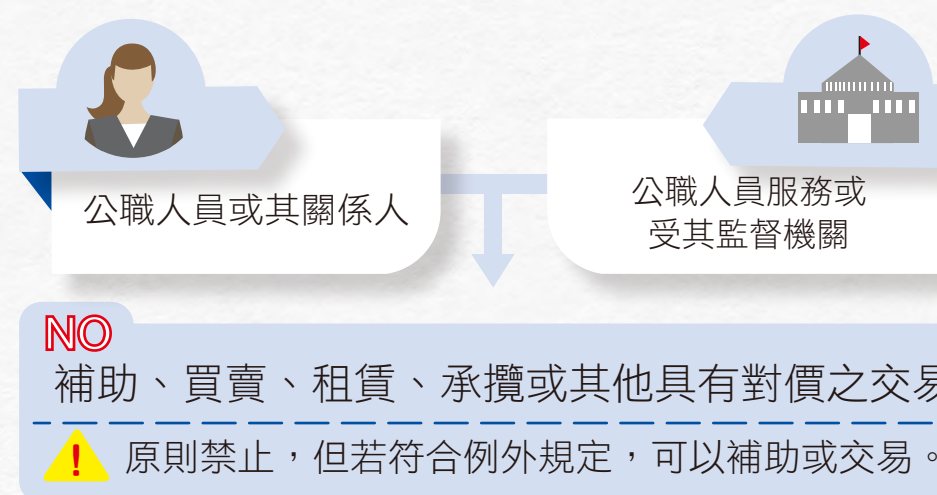 公職人員或其關係人
公職人員服務或
受其監督機關
NO
補助、買賣、租賃、承攬或其他具有對價之交易
原則禁止，但若符合例外規定，可以補助或交易。